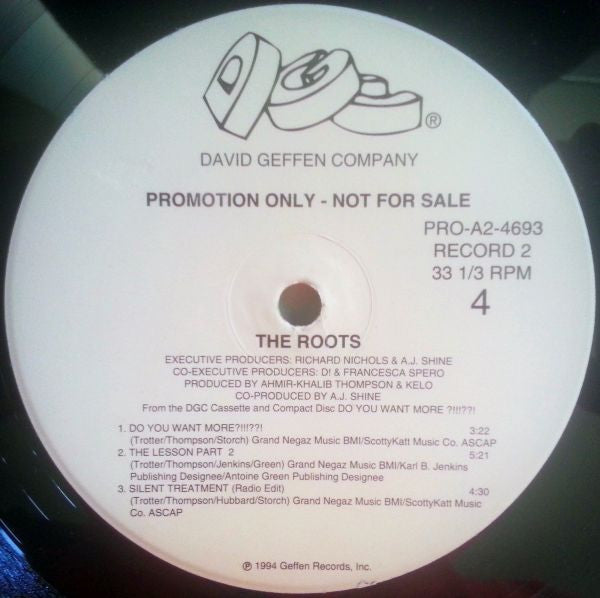 DGC®
DAVID GEFFEN COMPANY
PROMOTION ONLY - NOT FOR SALE
PRO-A2-4693
RECORD 2
33 1/3 RPM
4
THE ROOTS
EXECUTIVE PRODUCERS: RICHARD NICHOLS & A.J. SHINE
CO-EXECUTIVE PRODUCERS: D! & FRANCESCA SPERO
PRODUCED BY AHMIR-KHALIB THOMPSON & KELO
CO-PRODUCED BY A.J. SHINE
From the DGC Cassette and Compact Disc DO YOU WANT MORE ?!!!??!
1. DO YOU WANT MORE?!!!??! 3:22
(Trotter/Thompson/Storch) Grand Negaz Music BMI/ScottyKatt Music Co. ASCAP
2. THE LESSON PART 2 5:21
(Trotter/Thompson/Jenkins/Green) Grand Negaz Music BMI/Karl B. Jenkins
Publishing Designee/Antoine Green Publishing Designee
3. SILENT TREATMENT (Radio Edit) 4:30
(Trotter/Thompson/Hubbard/Storch) Grand Negaz Music BMI/ScottyKatt Music
Co. ASCAP
℗ 1994 Geffen Records, Inc.